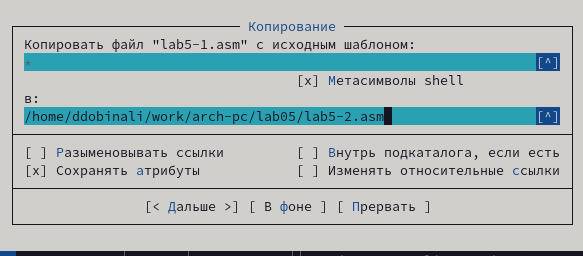 Копирование
Копировать файл "lab5-1.asm" с исходным шаблоном:
* [^]
[x] Метасимволы shell
в:
/home/ddobinali/work/arch-pc/lab05/lab5-2.asm [^]
[ ] Разыменовывать ссылки [ ] Внутрь подкаталога, если есть
[x] Сохранять атрибуты [ ] Изменять относительные ссылки
[< Дальше >] [ В фоне ] [ Прервать ]